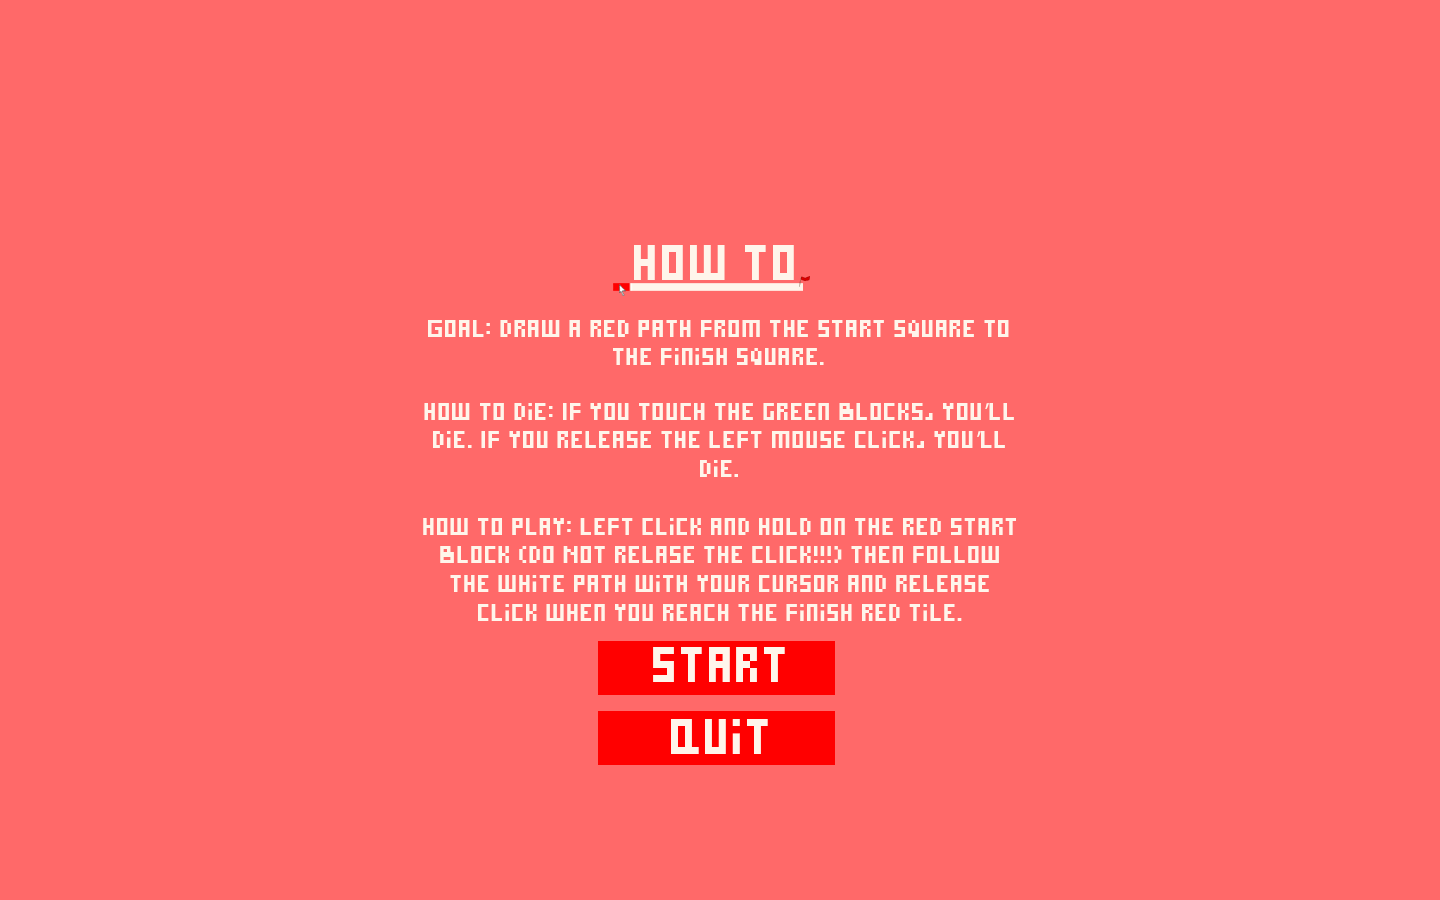 HOW TO
GOAL: DRAW A RED PATH FROM THE START SQUARE TO
THE FINISH SQUARE.
HOW TO DIE: IF YOU TOUCH THE GREEN BLOCKS, YOU'LL
DIE. IF YOU RELEASE THE LEFT MOUSE CLICK, YOU'LL
DIE.
HOW TO PLAY: LEFT CLICK AND HOLD ON THE RED START
BLOCK (DO NOT RELASE THE CLICK!!!) THEN FOLLOW
THE WHITE PATH WITH YOUR CURSOR AND RELEASE
CLICK WHEN YOU REACH THE FINISH RED TILE.
START
QUIT